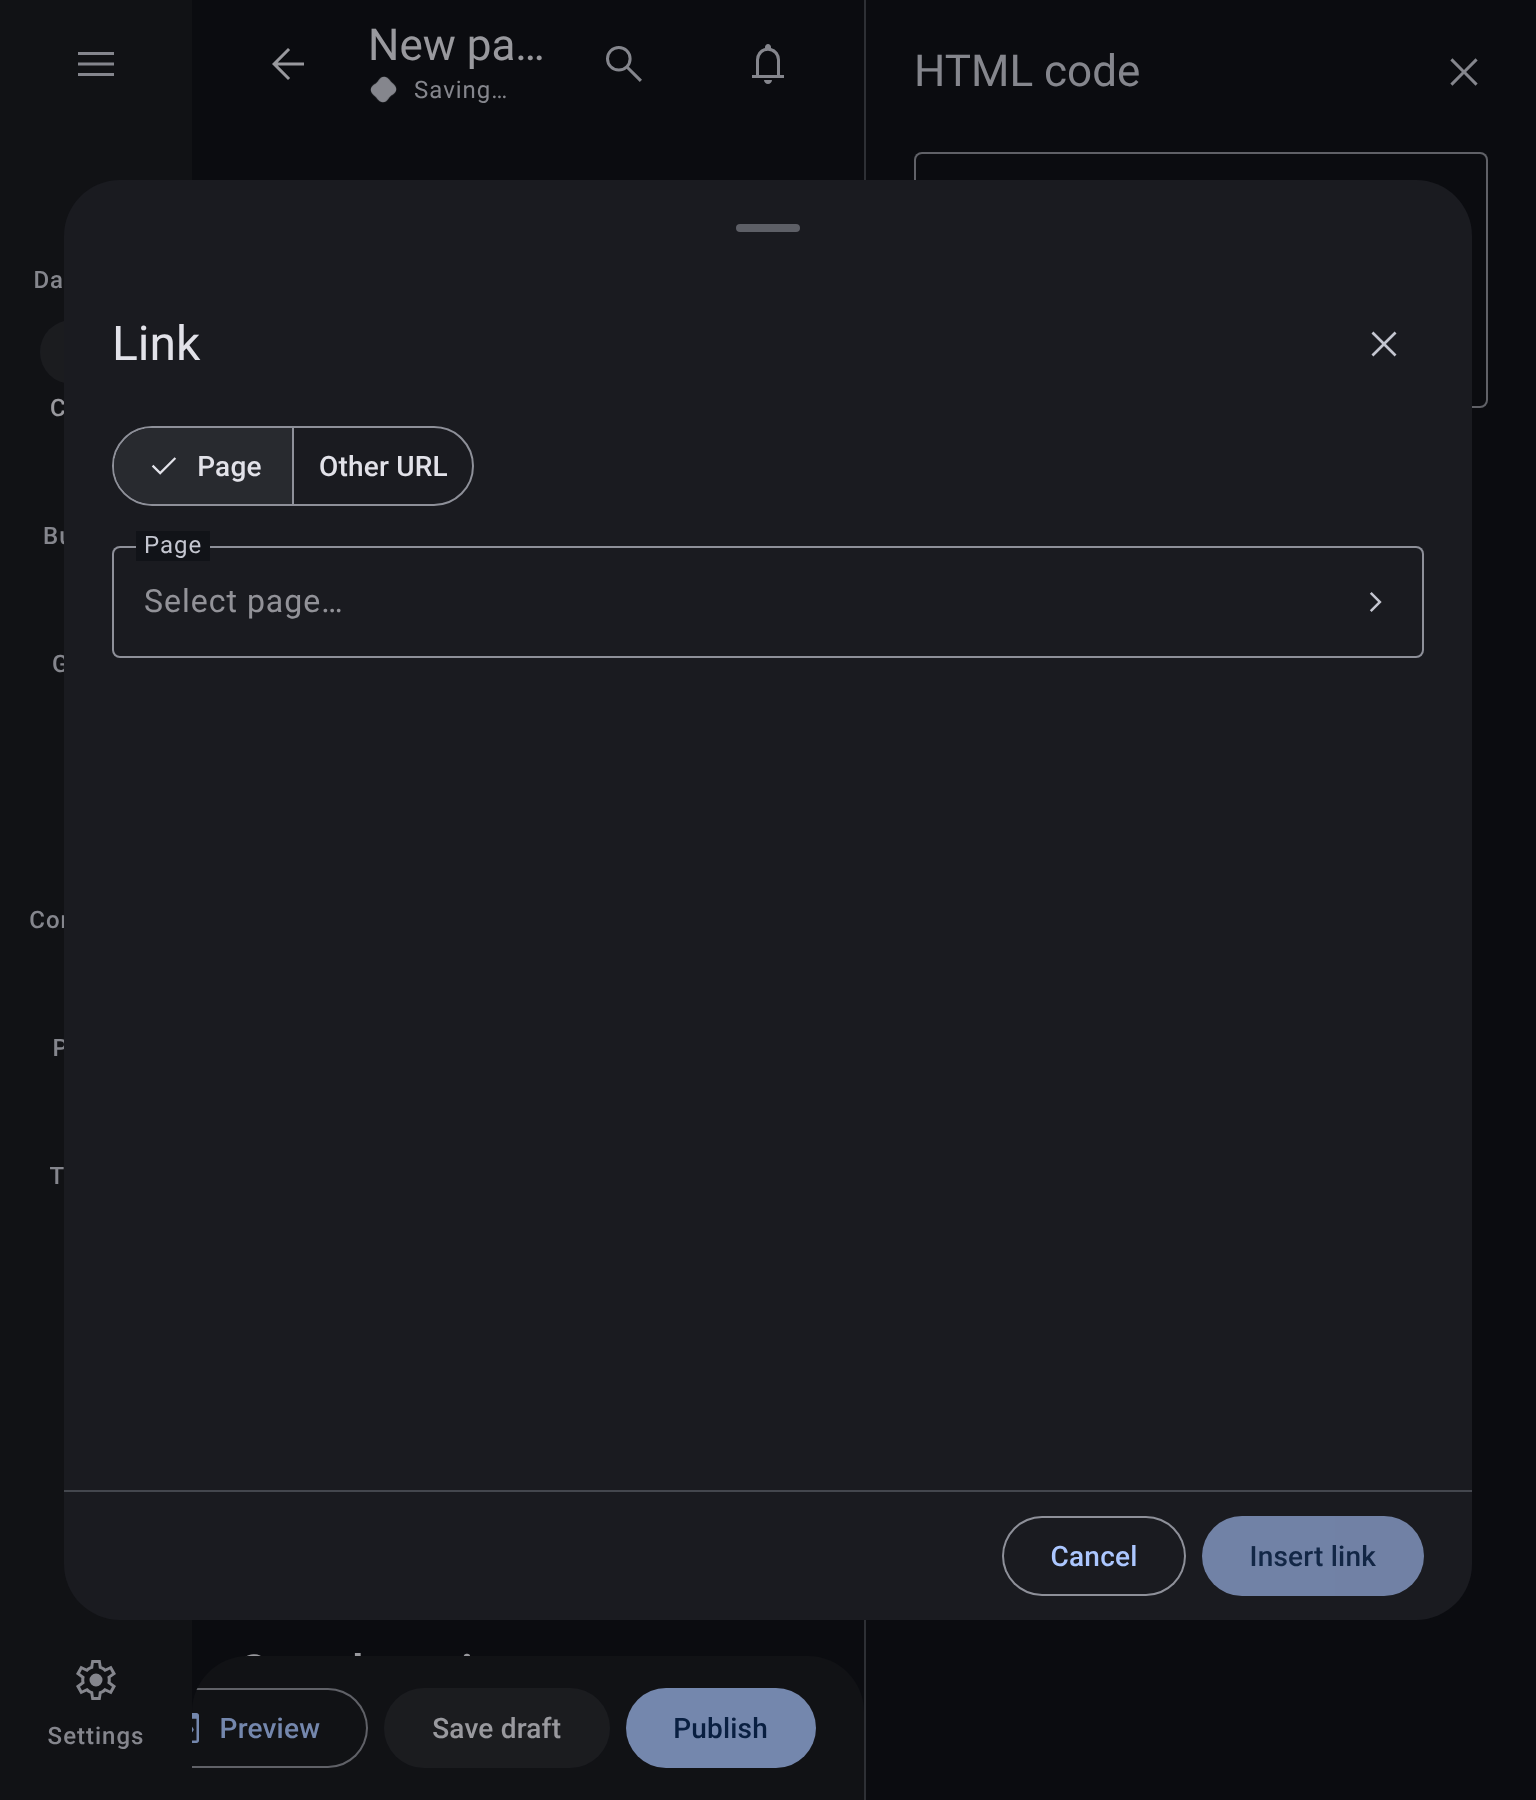 New pa…
Saving…
HTML code
Link
Page
Other URL
Page
Select page…
Cancel
Insert link
Settings
Preview
Save draft
Publish